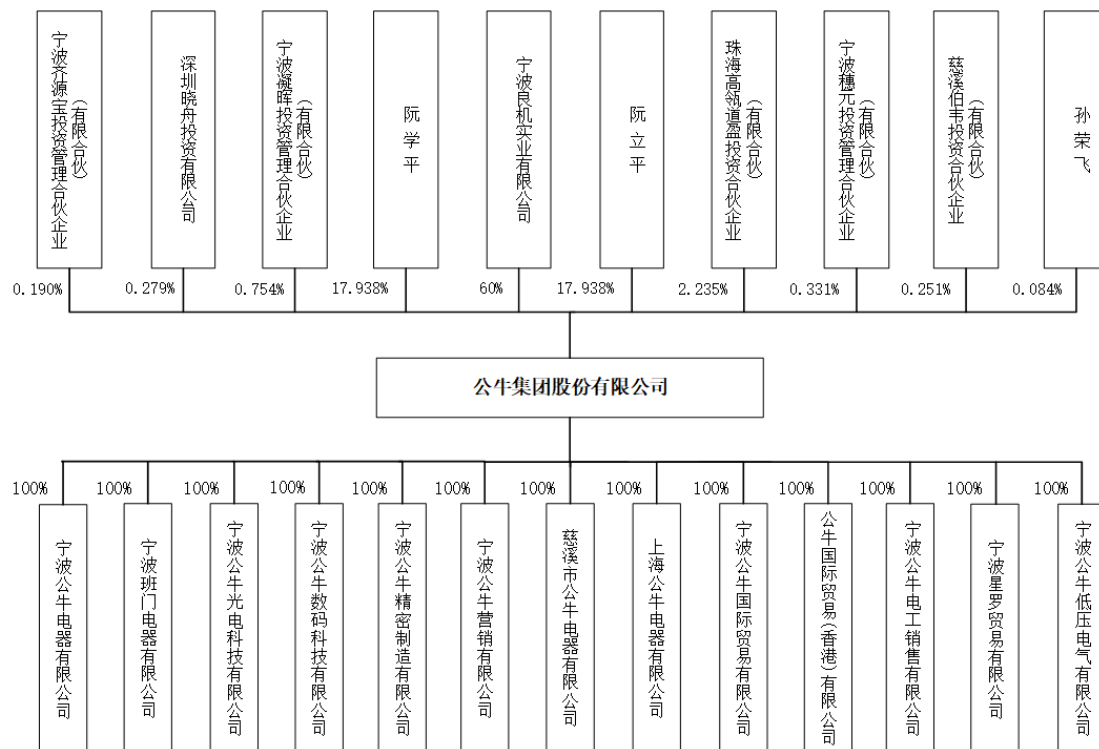 宁波齐源宝投资管理合伙企业
(有限合伙)
深圳晓舟投资有限公司
宁波凝晖投资管理合伙企业
(有限合伙)
阮学平
宁波良机实业有限公司
阮立平
珠海高瓴道盈投资合伙企业
(有限合伙)
宁波穗元投资管理合伙企业
(有限合伙)
慈溪伯韦投资合伙企业
(有限合伙)
孙荣飞
0.190%
0.279%
0.754%
17.938%
60%
17.938%
2.235%
0.331%
0.251%
0.084%
公牛集团股份有限公司
100%
100%
100%
100%
100%
100%
100%
100%
100%
100%
100%
100%
100%
宁波公牛电器有限公司
宁波班门电器有限公司
宁波公牛光电科技有限公司
宁波公牛数码科技有限公司
宁波公牛精密制造有限公司
宁波公牛营销有限公司
慈溪市公牛电器有限公司
上海公牛电器有限公司
宁波公牛国际贸易有限公司
公牛国际贸易(香港)有限公司
宁波公牛电工销售有限公司
宁波星罗贸易有限公司
宁波公牛低压电气有限公司